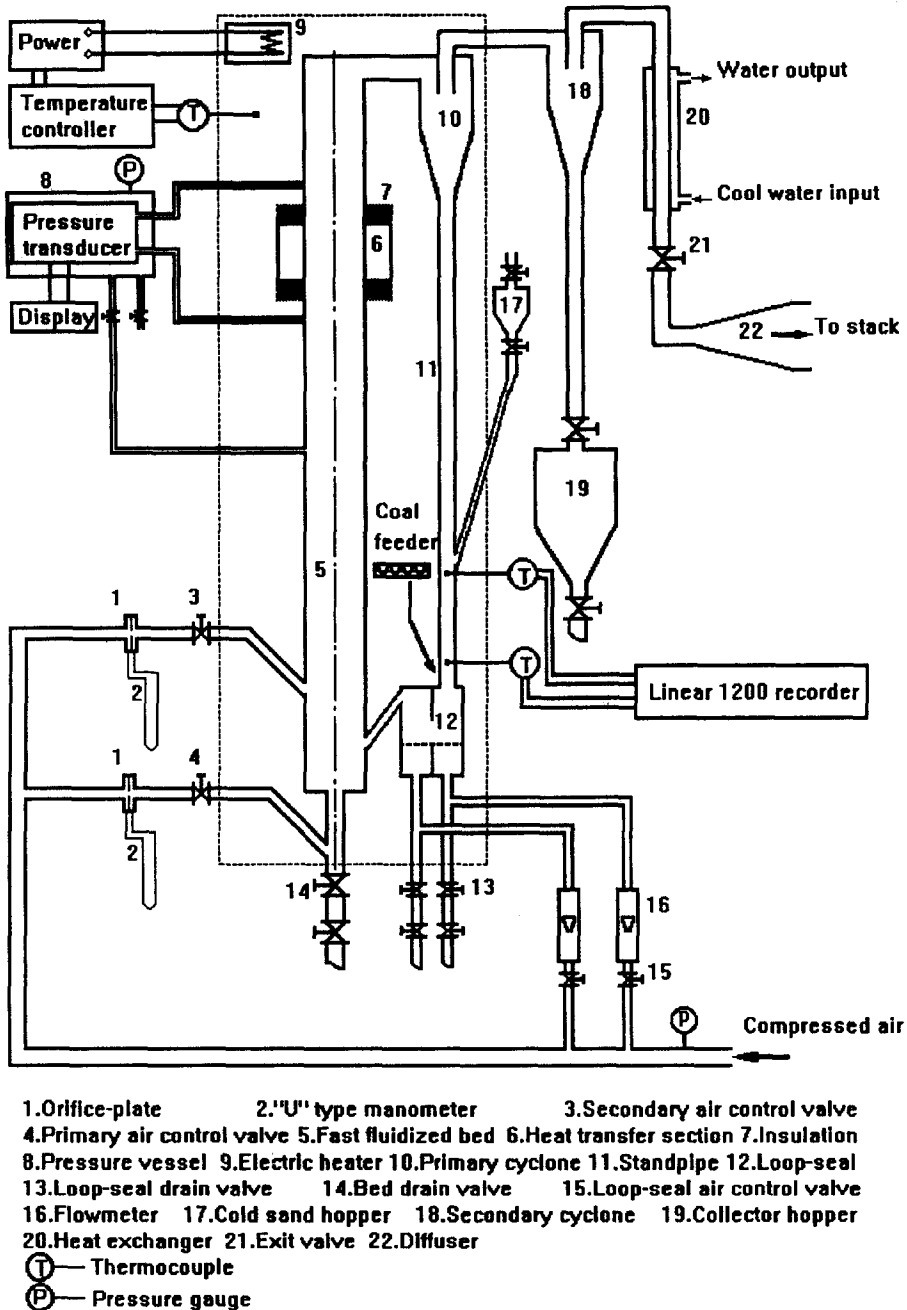 9
Power
Temperature
controller
T
P
8
Pressure
transducer
Display
10
18
Water output
20
Cool water input
7
6
21
17
22
To stack
11
19
Coal
feeder
5
T
1
3
2
T
Linear 1200 recorder
12
1
4
2
14
13
16
15
P
Compressed air
1.Orifice-plate 2."U" type manometer 3.Secondary air control valve
4.Primary air control valve 5.Fast fluidized bed 6.Heat transfer section 7.Insulation
8.Pressure vessel 9.Electric heater 10.Primary cyclone 11.Standpipe 12.Loop-seal
13.Loop-seal drain valve 14.Bed drain valve 15.Loop-seal air control valve
16.Flowmeter 17.Cold sand hopper 18.Secondary cyclone 19.Collector hopper
20.Heat exchanger 21.Exit valve 22.Diffuser
T — Thermocouple
P — Pressure gauge